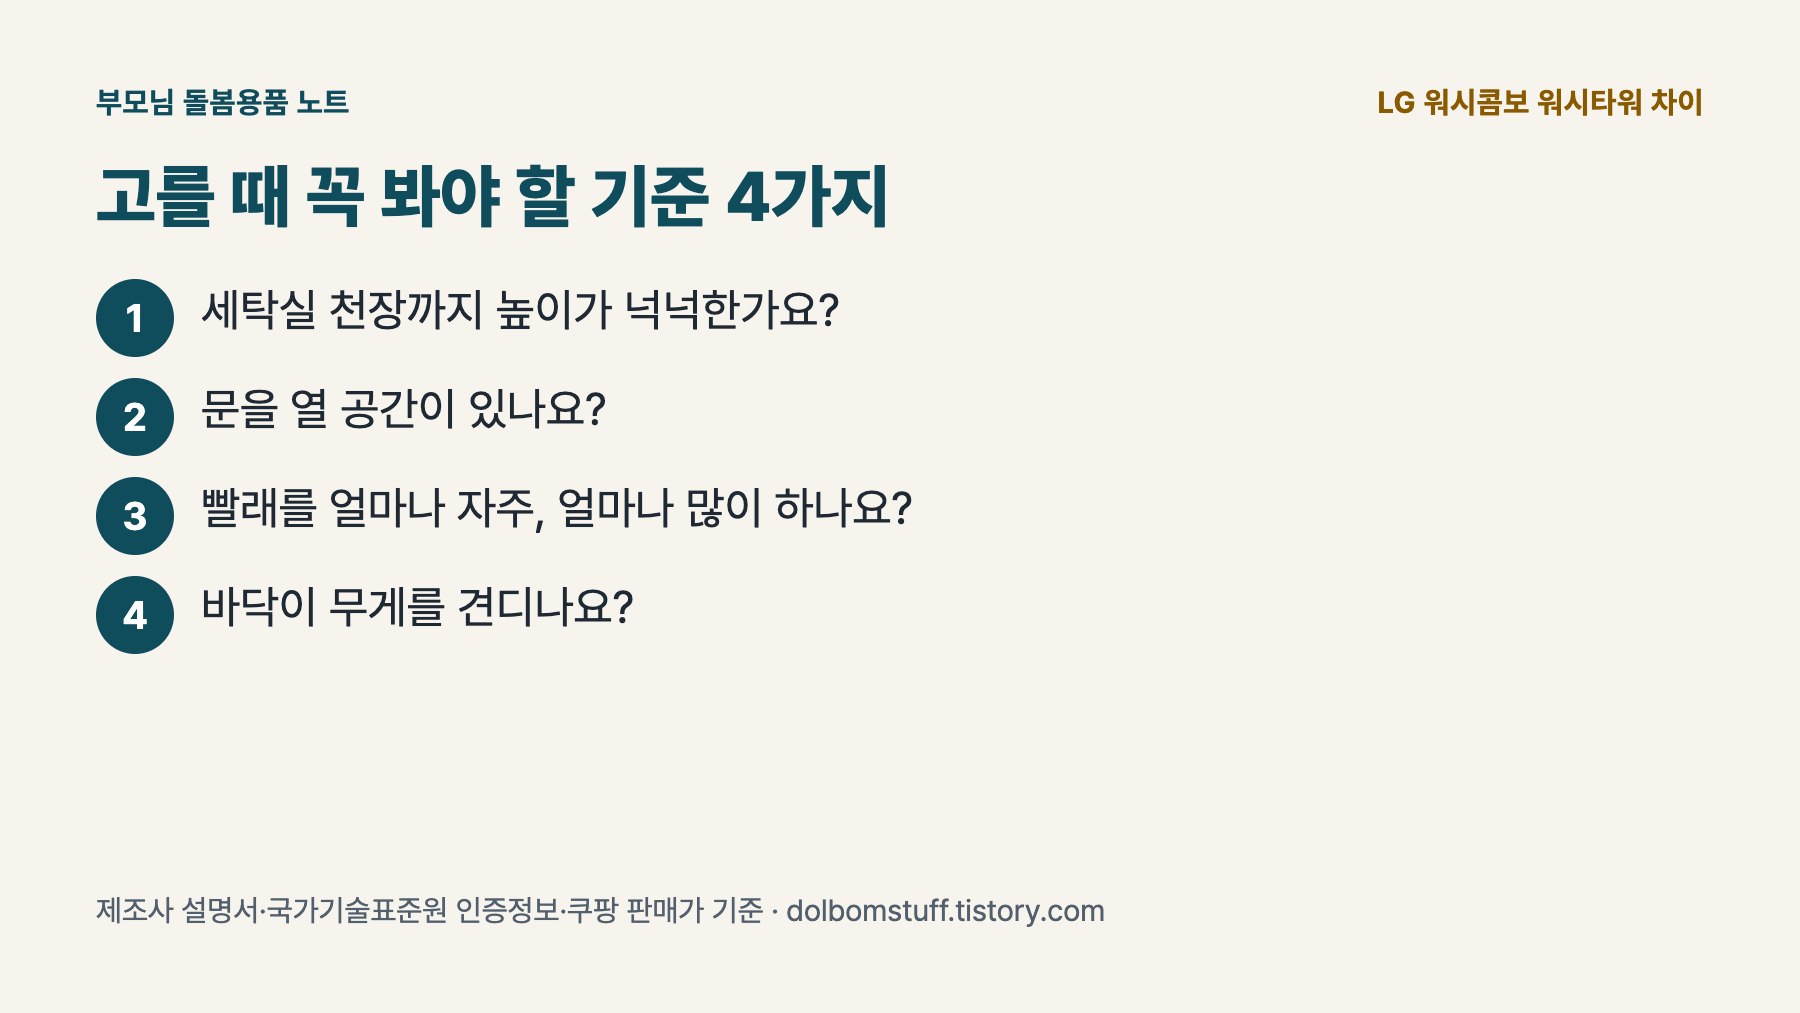 부모님 돌봄용품 노트
LG 워시콤보 워시타워 차이
고를 때 꼭 봐야 할 기준 4가지
1 세탁실 천장까지 높이가 넉넉한가요?
2 문을 열 공간이 있나요?
3 빨래를 얼마나 자주, 얼마나 많이 하나요?
4 바닥이 무게를 견디나요?
제조사 설명서·국가기술표준원 인증정보·쿠팡 판매가 기준 · dolbomstuff.tistory.com